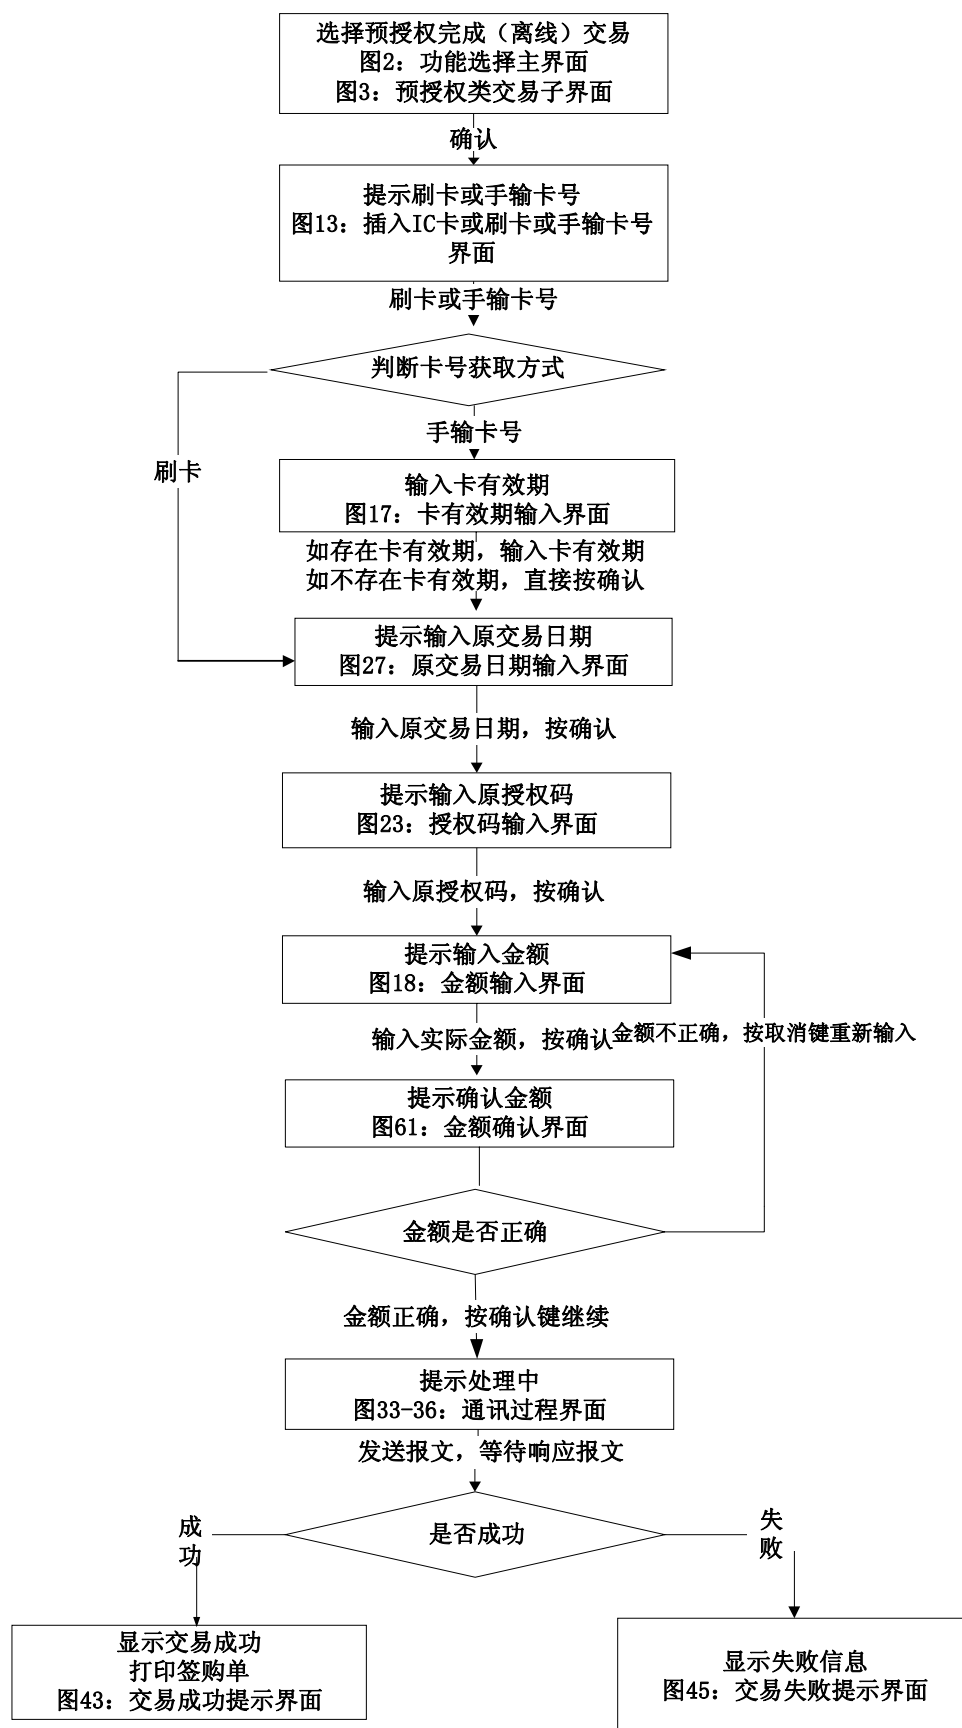 选择预授权完成（离线）交易
图2：功能选择主界面
图3：预授权类交易子界面
确认
提示刷卡或手输卡号
图13：插入IC卡或刷卡或手输卡号
界面
刷卡或手输卡号
判断卡号获取方式
手输卡号
刷卡
输入卡有效期
图17：卡有效期输入界面
如存在卡有效期，输入卡有效期
如不存在卡有效期，直接按确认
提示输入原交易日期
图27：原交易日期输入界面
输入原交易日期，按确认
提示输入原授权码
图23：授权码输入界面
输入原授权码，按确认
提示输入金额
图18：金额输入界面
输入实际金额，按确认
金额不正确，按取消键重新输入
提示确认金额
图61：金额确认界面
金额是否正确
金额正确，按确认键继续
提示处理中
图33-36：通讯过程界面
发送报文，等待响应报文
是否成功
成
功
失
败
显示交易成功
打印签购单
图43：交易成功提示界面
显示失败信息
图45：交易失败提示界面